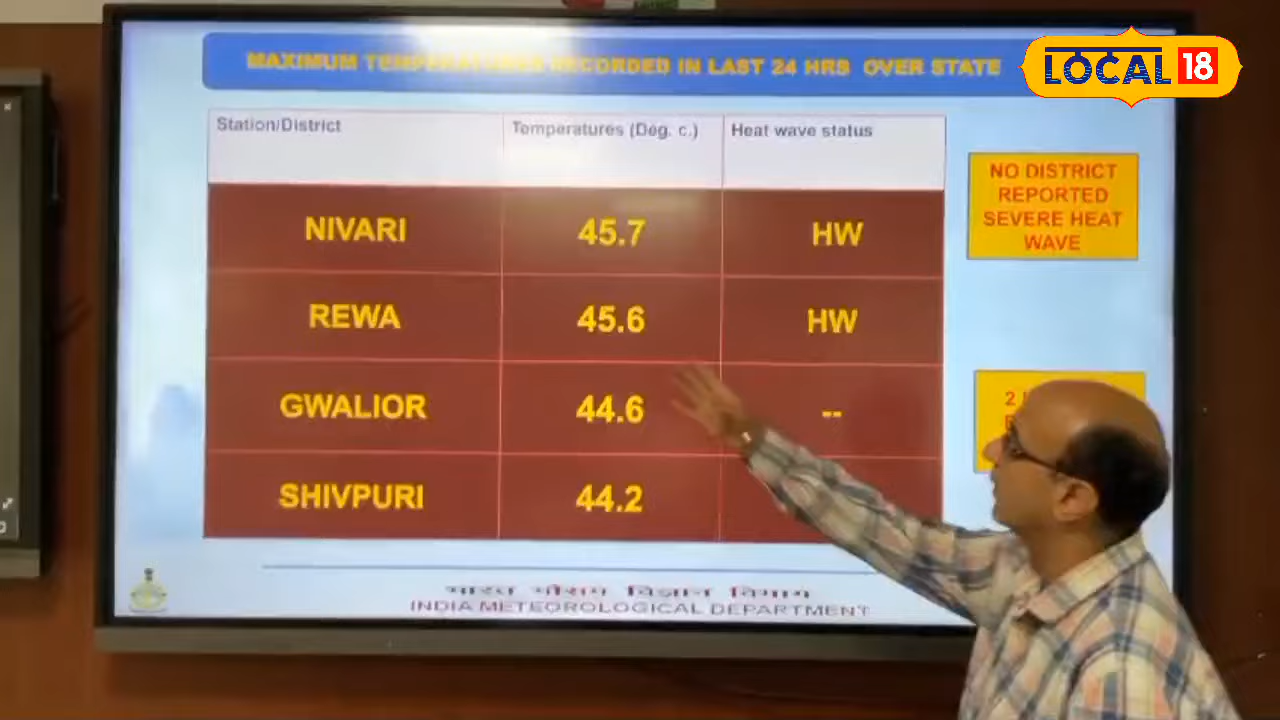 MAXIMUM TEMPERATURES RECORDED IN LAST 24 HRS OVER STATE
LOCAL 18
Station/District Temperatures (Deg. c.) Heat wave status
NIVARI 45.7 HW
REWA 45.6 HW
GWALIOR 44.6 --
SHIVPURI 44.2
NO DISTRICT
REPORTED
SEVERE HEAT
WAVE
2
भारत मौसम विज्ञान विभाग
INDIA METEOROLOGICAL DEPARTMENT